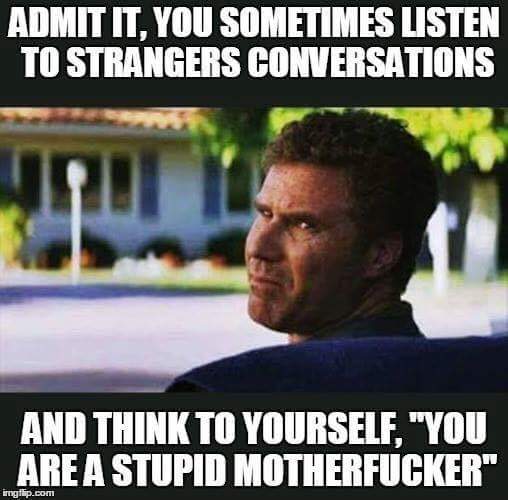 ADMIT IT, YOU SOMETIMES LISTEN
TO STRANGERS CONVERSATIONS
AND THINK TO YOURSELF, "YOU
ARE A STUPID MOTHERFUCKER"
imgflip.com